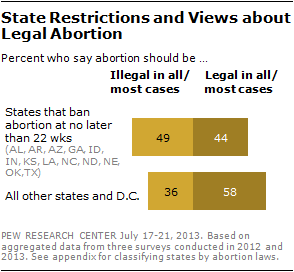 State Restrictions and Views about
Legal Abortion
Percent who say abortion should be ...
Illegal in all/
most cases
Legal in all/
most cases
States that ban
abortion at no later
than 22 wks
(AL, AR, AZ, GA, ID,
IN, KS, LA, NC, ND, NE,
OK,TX)
49
44
All other states and D.C.
36
58
PEW RESEARCH CENTER July 17-21, 2013. Based on
aggregated data from three surveys conducted in 2012 and
2013. See appendix for classifying states by abortion laws.